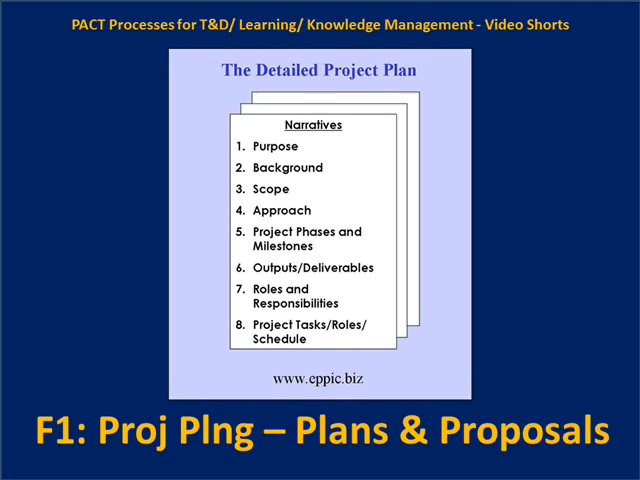 PACT Processes for T&D/ Learning/ Knowledge Management - Video Shorts
The Detailed Project Plan
Narratives
1. Purpose
2. Background
3. Scope
4. Approach
5. Project Phases and
Milestones
6. Outputs/Deliverables
7. Roles and
Responsibilities
8. Project Tasks/Roles/
Schedule
www.eppic.biz
F1: Proj Plng – Plans & Proposals